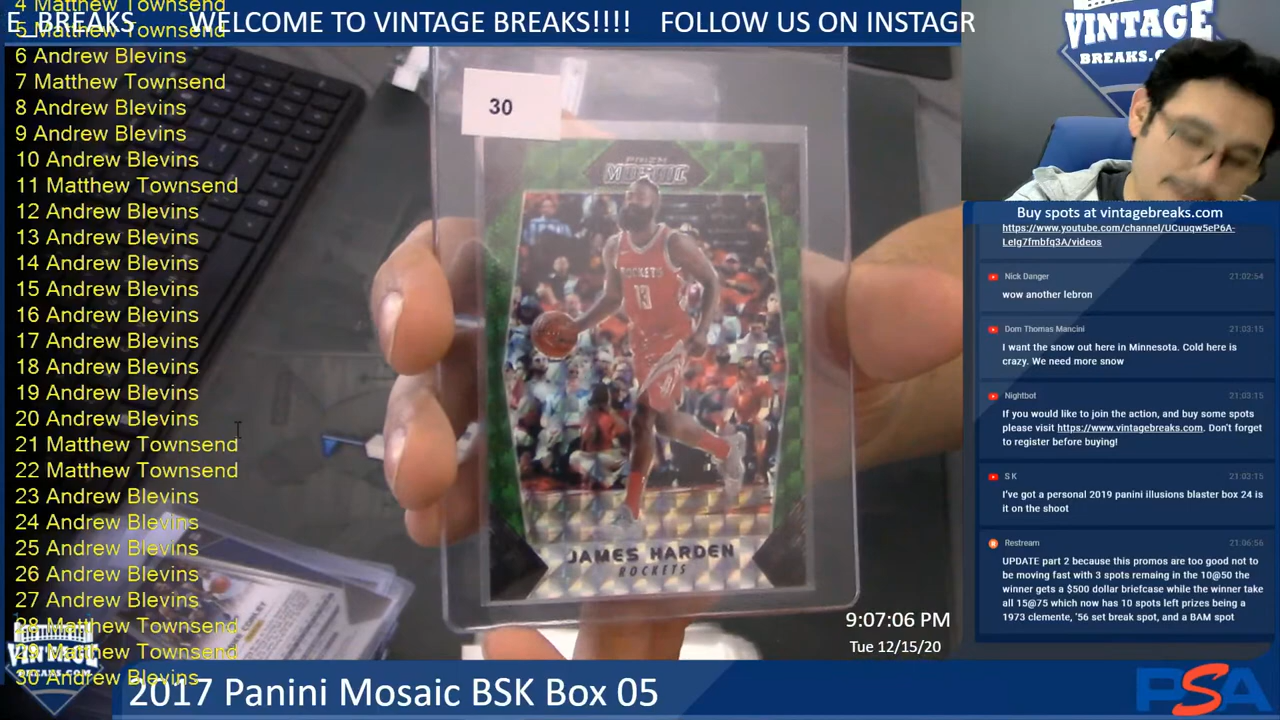 4 Matthew Townsend
5 Matthew Townsend
6 Andrew Blevins
7 Matthew Townsend
8 Andrew Blevins
9 Andrew Blevins
10 Andrew Blevins
11 Matthew Townsend
12 Andrew Blevins
13 Andrew Blevins
14 Andrew Blevins
15 Andrew Blevins
16 Andrew Blevins
17 Andrew Blevins
18 Andrew Blevins
19 Andrew Blevins
20 Andrew Blevins
21 Matthew Townsend
22 Matthew Townsend
23 Andrew Blevins
24 Andrew Blevins
25 Andrew Blevins
26 Andrew Blevins
27 Andrew Blevins
28 Matthew Townsend
29 Matthew Townsend
30 Andrew Blevins
E_BREAKS WELCOME TO VINTAGE BREAKS!!!! FOLLOW US ON INSTAGR
30
PRIZM
MOSAIC
ROCKETS
13
JAMES HARDEN
ROCKETS
9:07:06 PM
Tue 12/15/20
VINTAGE
BREAKS.C
Buy spots at vintagebreaks.com
https://www.youtube.com/channel/UCuuqw5eP6A-
LeIg7fmbfq3A/videos
Nick Danger 21:02:54
wow another lebron
Dom Thomas Mancini 21:03:15
I want the snow out here in Minnesota. Cold here is
crazy. We need more snow
Nightbot 21:03:15
If you would like to join the action, and buy some spots
please visit https://www.vintagebreaks.com. Don't forget
to register before buying!
S K 21:03:15
I've got a personal 2019 panini illusions blaster box 24 is
it on the shoot
Restream 21:06:56
UPDATE part 2 because this promos are too good not to
be moving fast with 3 spots remaing in the 10@50 the
winner gets a $500 dollar briefcase while the winner take
all 15@75 which now has 10 spots left prizes being a
1973 clemente, '56 set break spot, and a BAM spot
VINTAGE
BREAKS.COM
2017 Panini Mosaic BSK Box 05
PSA